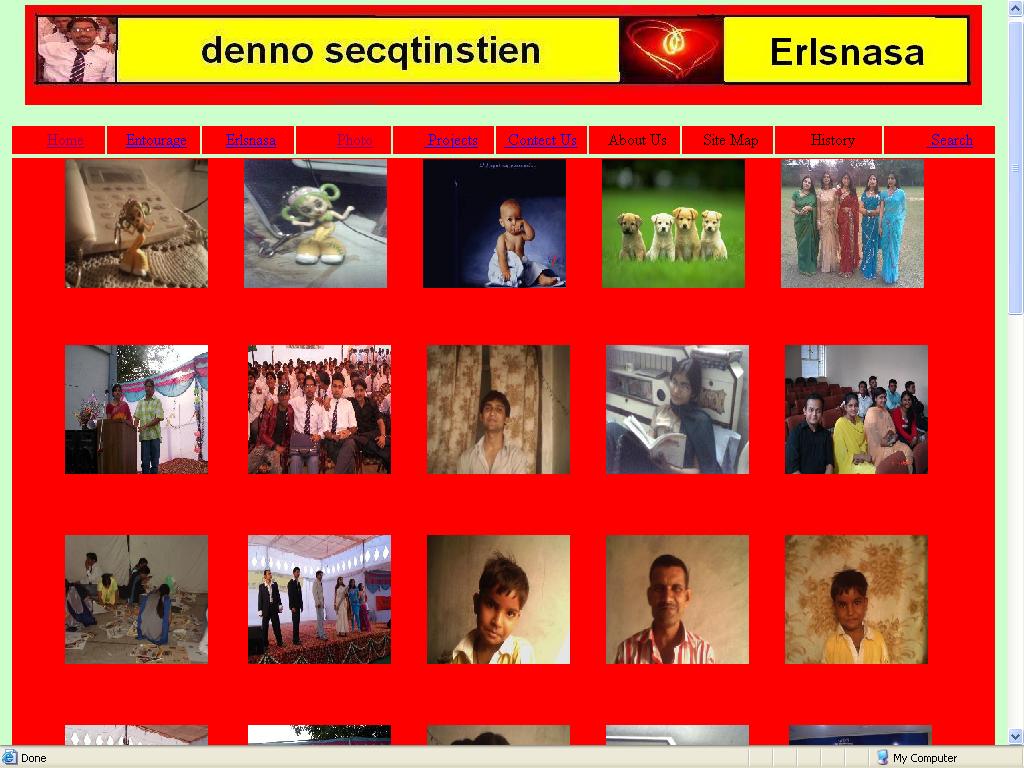 denno secqtinstien Erlsnasa
Home Entourage Erlsnasa Photo Projects Contect Us About Us Site Map History Search
Done My Computer